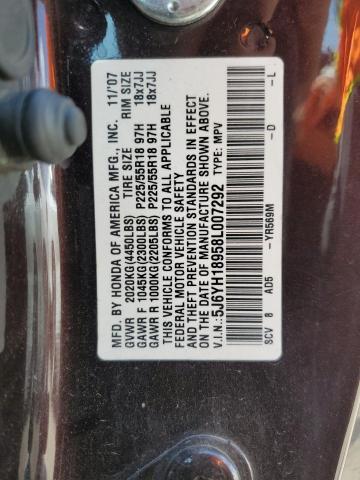 MFD. BY HONDA OF AMERICA MFG., INC. 11/'07
GVWR 2020KG(4450LBS) TIRE SIZE RIM SIZE
GAWR F 1045KG(2300LBS) P225/55R18 97H 18x7JJ
GAWR R 1000KG(2205LBS) P225/55R18 97H 18x7JJ
THIS VEHICLE CONFORMS TO ALL APPLICABLE
FEDERAL MOTOR VEHICLE SAFETY
AND THEFT PREVENTION STANDARDS IN EFFECT
ON THE DATE OF MANUFACTURE SHOWN ABOVE.
V.I.N.: 5J6YH18958L007292 TYPE: MPV
SCV 8 AD5 -YR569M -D -L